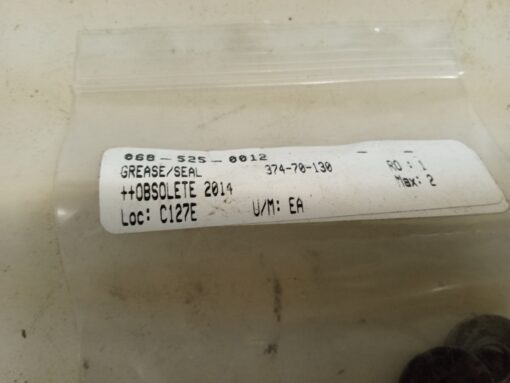 068-525-0012
GREASE/SEAL 374-70-130 RO: 1
++OBSOLETE 2014 Max: 2
Loc: C127E U/M: EA